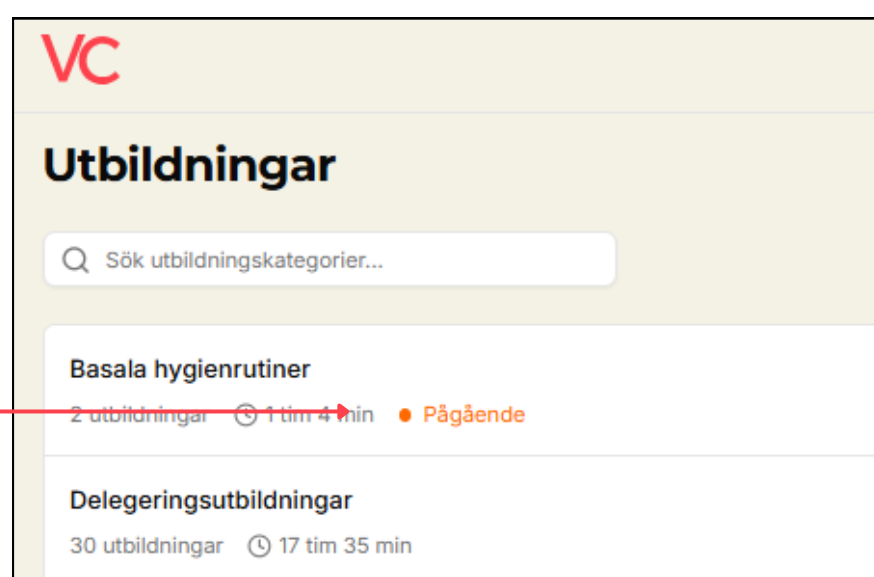 VC
Utbildningar
Sök utbildningskategorier...
Basala hygienrutiner
2 utbildningar 1 tim 4 min Pågående
Delegeringsutbildningar
30 utbildningar 17 tim 35 min